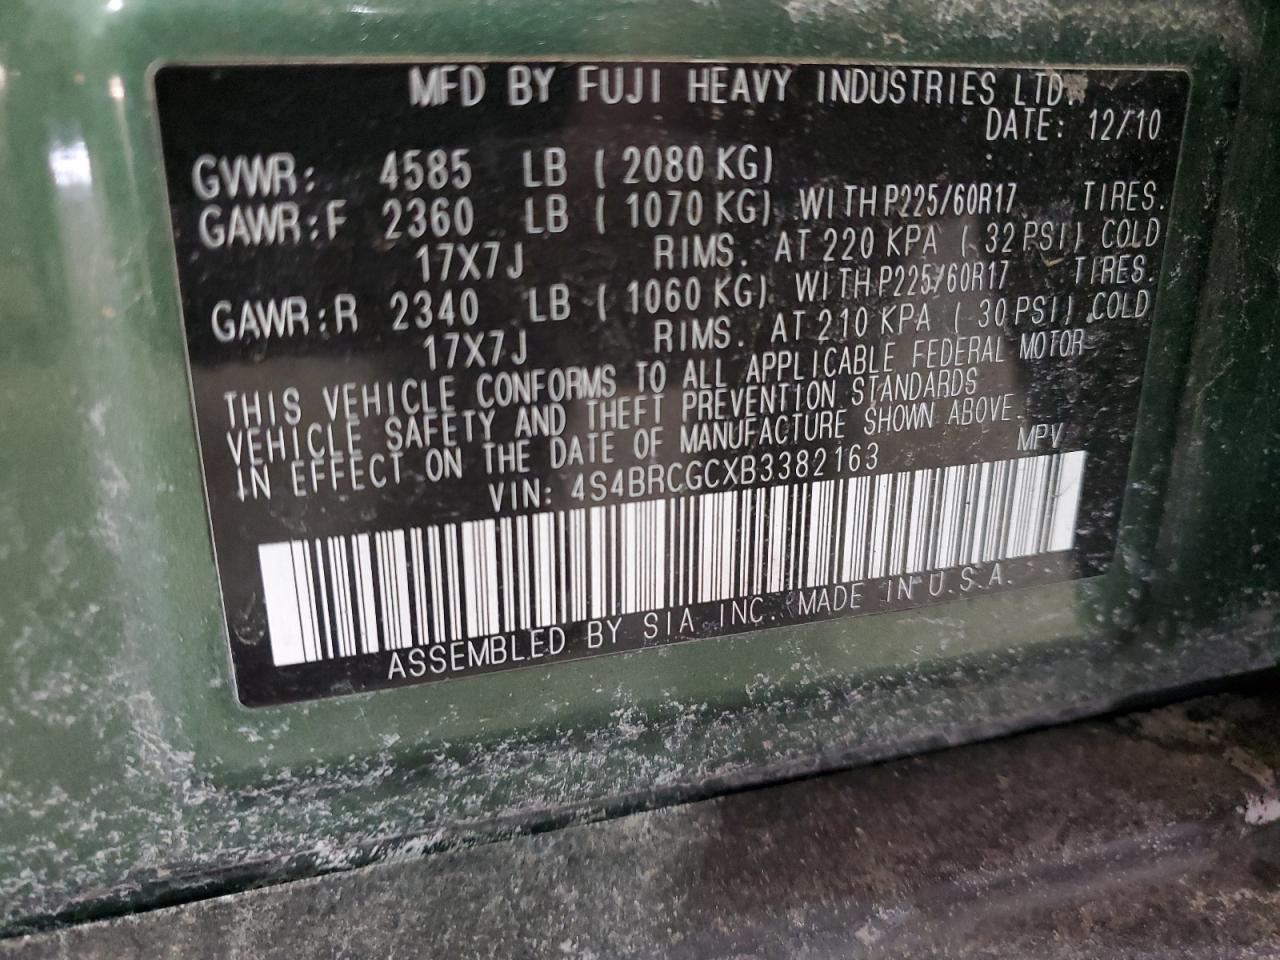 MFD BY FUJI HEAVY INDUSTRIES LTD.
DATE: 12/10
GVWR: 4585 LB ( 2080 KG)
GAWR:F 2360 LB ( 1070 KG) WITH P225/60R17 TIRES.
17X7J RIMS. AT 220 KPA ( 32 PSI) COLD
GAWR:R 2340 LB ( 1060 KG) WITH P225/60R17 TIRES.
17X7J RIMS. AT 210 KPA ( 30 PSI) COLD
THIS VEHICLE CONFORMS TO ALL APPLICABLE FEDERAL MOTOR
VEHICLE SAFETY AND THEFT PREVENTION STANDARDS
IN EFFECT ON THE DATE OF MANUFACTURE SHOWN ABOVE.
VIN: 4S4BRCGCXB3382163 MPV
ASSEMBLED BY SIA INC. MADE IN U.S.A.